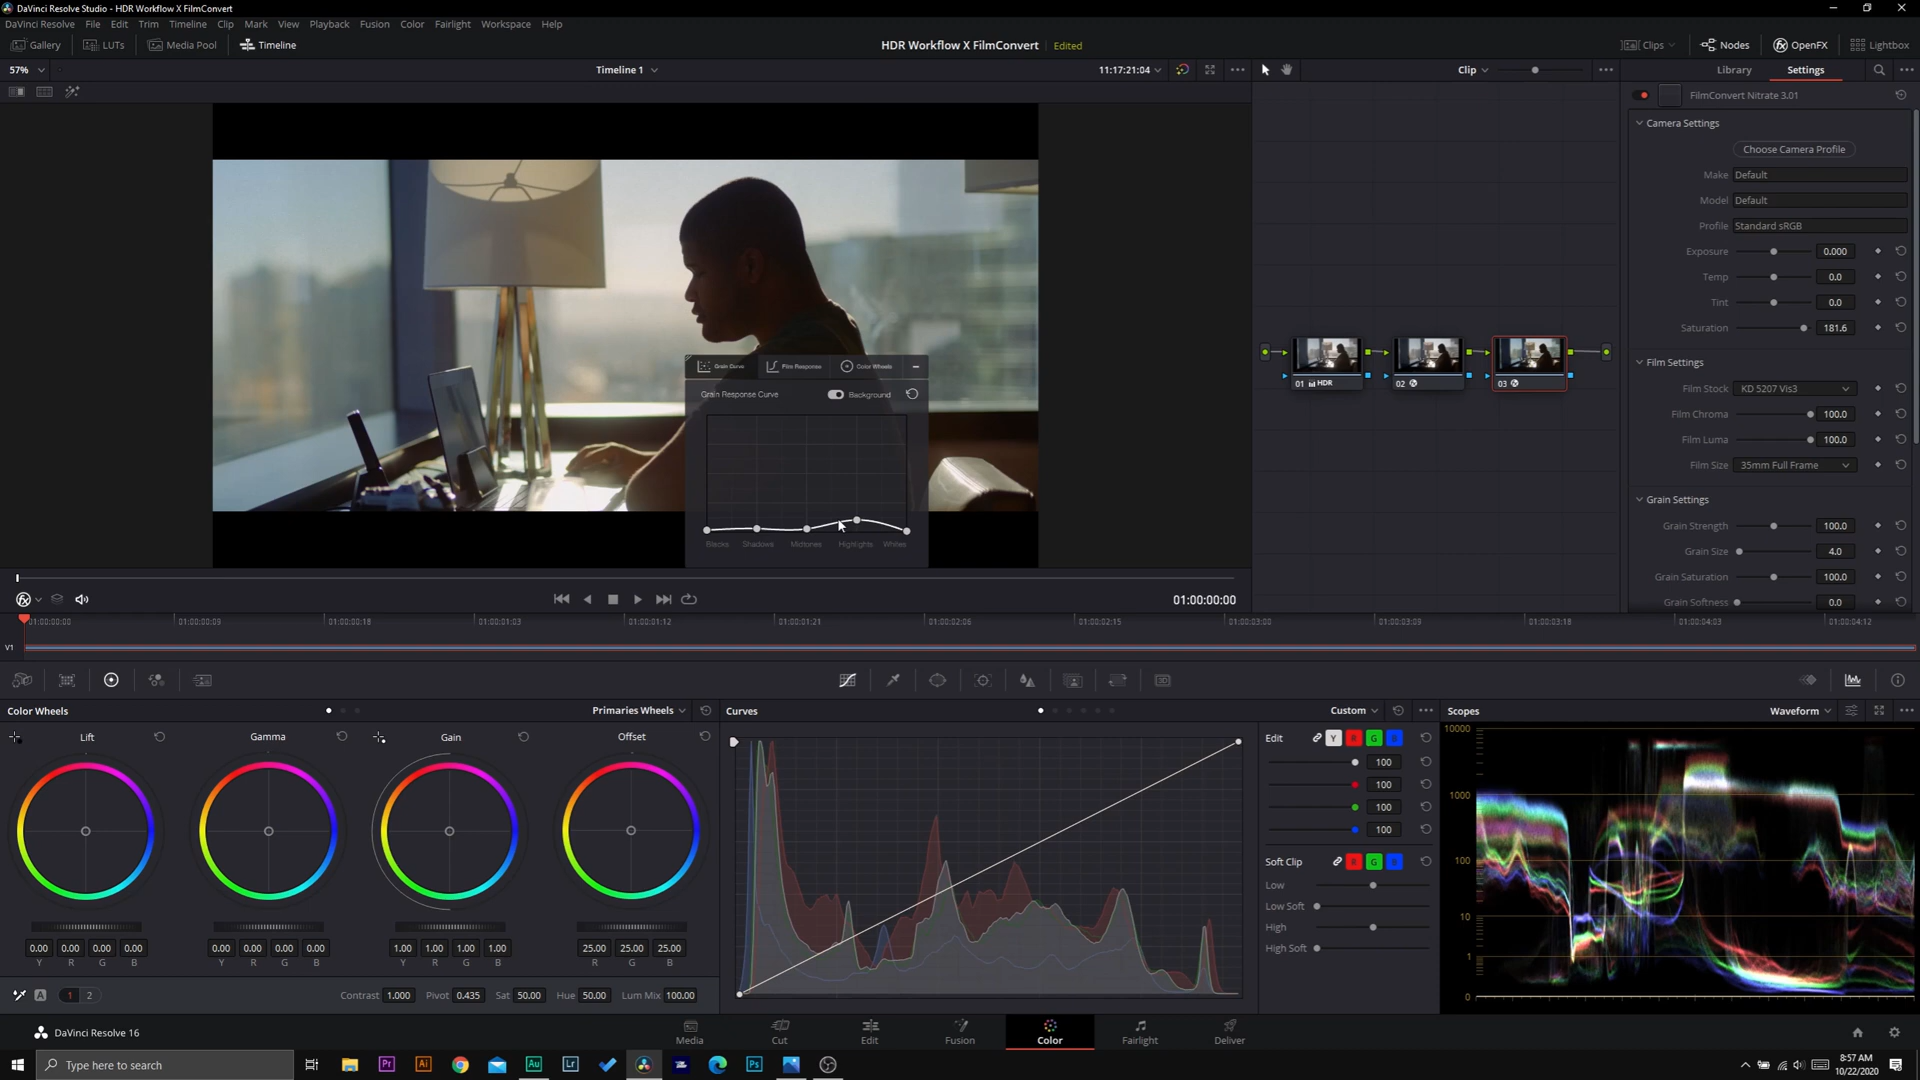 DaVinci Resolve Studio - HDR Workflow X FilmConvert
DaVinci Resolve File Edit Trim Timeline Clip Mark View Playback Fusion Color Fairlight Workspace Help
Gallery LUTs Media Pool Timeline HDR Workflow X FilmConvert Edited Clips Nodes OpenFX Lightbox
57% Timeline 1 11:17:21:04 Clip Library Settings
FilmConvert Nitrate 3.01
Camera Settings
Choose Camera Profile
Make Default
Model Default
Profile Standard sRGB
Exposure 0.000
Temp 0.0
Tint 0.0
Saturation 181.6
Film Settings
Film Stock KD 5207 Vis3
Film Chroma 100.0
Film Luma 100.0
Film Size 35mm Full Frame
Grain Settings
Grain Strength 100.0
Grain Size 4.0
Grain Saturation 100.0
Grain Softness 0.0
01 HDR 02 03
Grain Curve Film Response Color Wheels
Grain Response Curve Background
Blacks Shadows Midtones Highlights Whites
01:00:00:00
01:00:00:00 01:00:00:09 01:00:00:18 01:00:01:03 01:00:01:12 01:00:01:21 01:00:02:06 01:00:02:15 01:00:03:00 01:00:03:09 01:00:03:18 01:00:04:03 01:00:04:12
V1
Color Wheels Primaries Wheels
Lift Gamma Gain Offset
0.00 0.00 0.00 0.00 0.00 0.00 0.00 0.00 1.00 1.00 1.00 1.00 25.00 25.00 25.00
Y R G B Y R G B Y R G B R G B
A 1 2 Contrast 1.000 Pivot 0.435 Sat 50.00 Hue 50.00 Lum Mix 100.00
Curves Custom
Edit Y R G B
100
100
100
100
Soft Clip R G B
Low
Low Soft
High
High Soft
Scopes Waveform
10000
1000
100
10
1
0
DaVinci Resolve 16 Media Cut Edit Fusion Color Fairlight Deliver
Type here to search Pr Ai Au Lr Ps
8:57 AM
10/22/2020